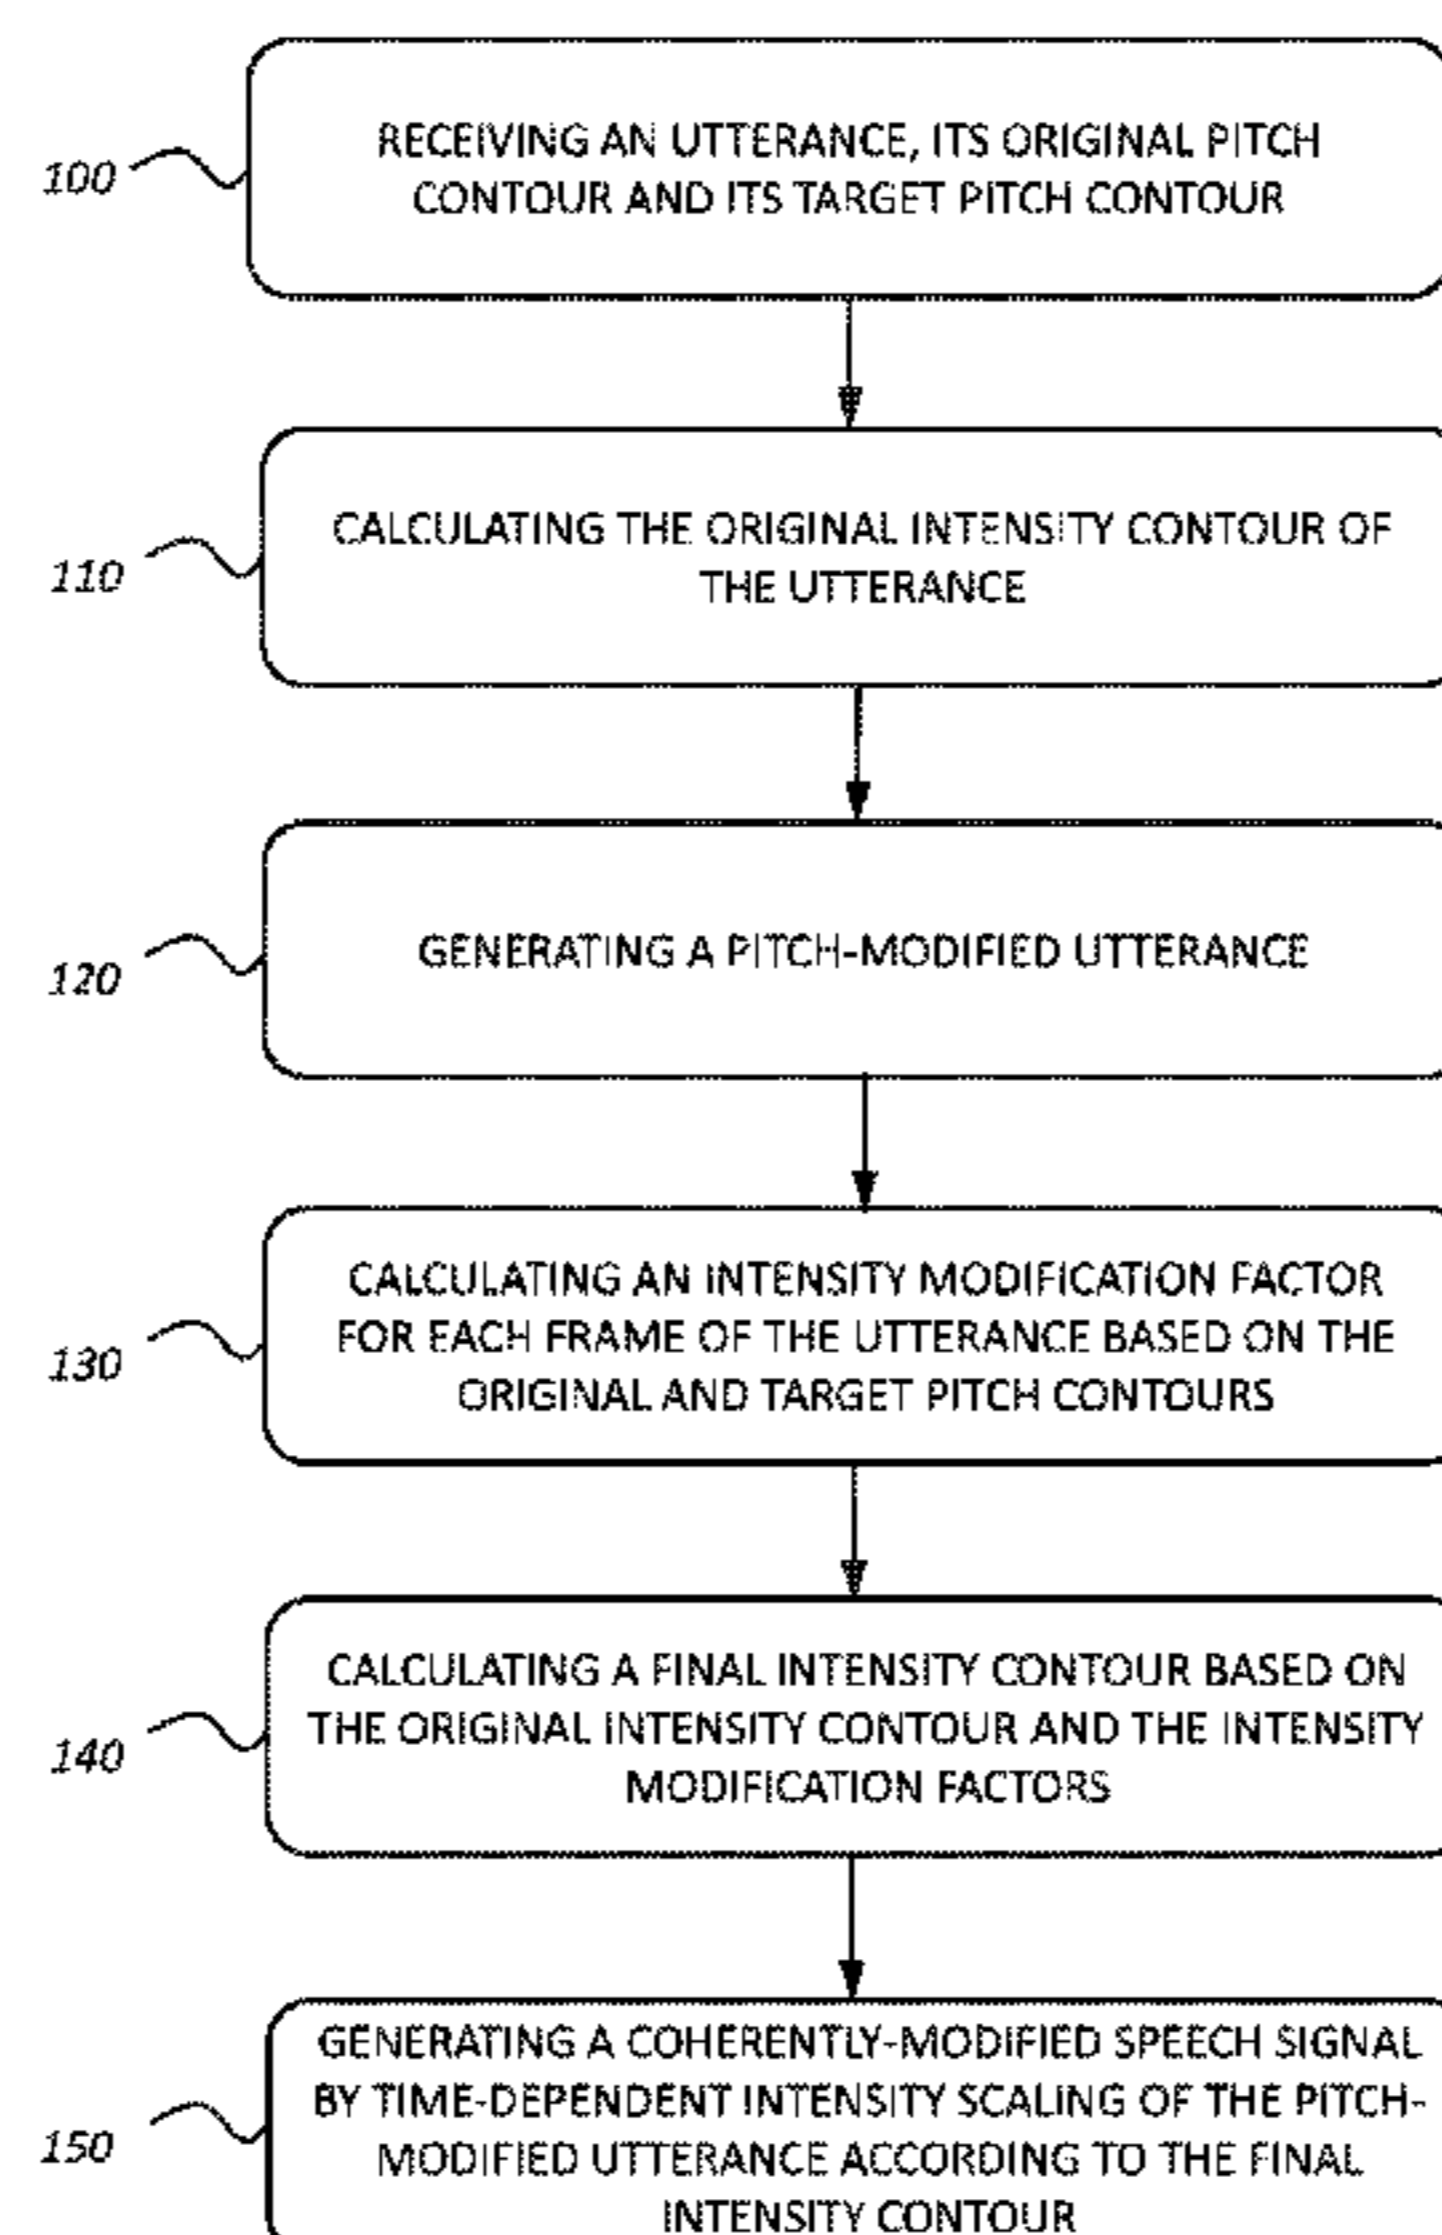 RECEIVING AN UTTERANCE, ITS ORIGINAL PITCH
CONTOUR AND ITS TARGET PITCH CONTOUR
100
CALCULATING THE ORIGINAL INTENSITY CONTOUR OF
THE UTTERANCE
110
GENERATING A PITCH-MODIFIED UTTERANCE
120
CALCULATING AN INTENSITY MODIFICATION FACTOR
FOR EACH FRAME OF THE UTTERANCE BASED ON THE
ORIGINAL AND TARGET PITCH CONTOURS
130
CALCULATING A FINAL INTENSITY CONTOUR BASED ON
THE ORIGINAL INTENSITY CONTOUR AND THE INTENSITY
MODIFICATION FACTORS
140
GENERATING A COHERENTLY-MODIFIED SPEECH SIGNAL
BY TIME-DEPENDENT INTENSITY SCALING OF THE PITCH-
MODIFIED UTTERANCE ACCORDING TO THE FINAL
INTENSITY CONTOUR
150